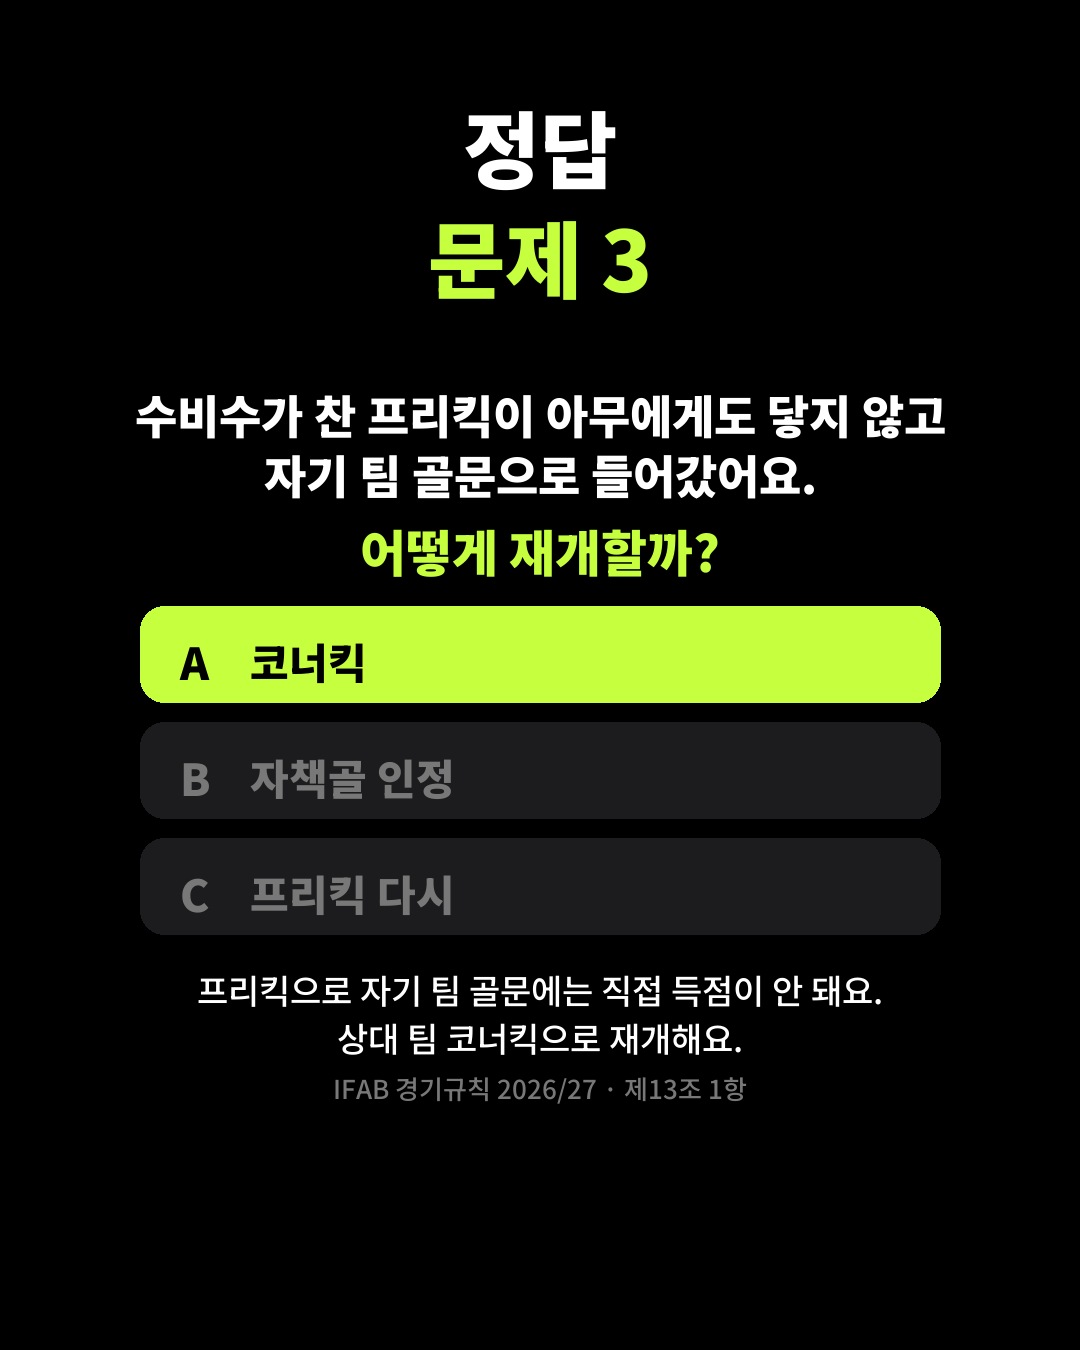 정답
문제 3
수비수가 찬 프리킥이 아무에게도 닿지 않고
자기 팀 골문으로 들어갔어요.
어떻게 재개할까?
A 코너킥
B 자책골 인정
C 프리킥 다시
프리킥으로 자기 팀 골문에는 직접 득점이 안 돼요.
상대 팀 코너킥으로 재개해요.
IFAB 경기규칙 2026/27 · 제13조 1항